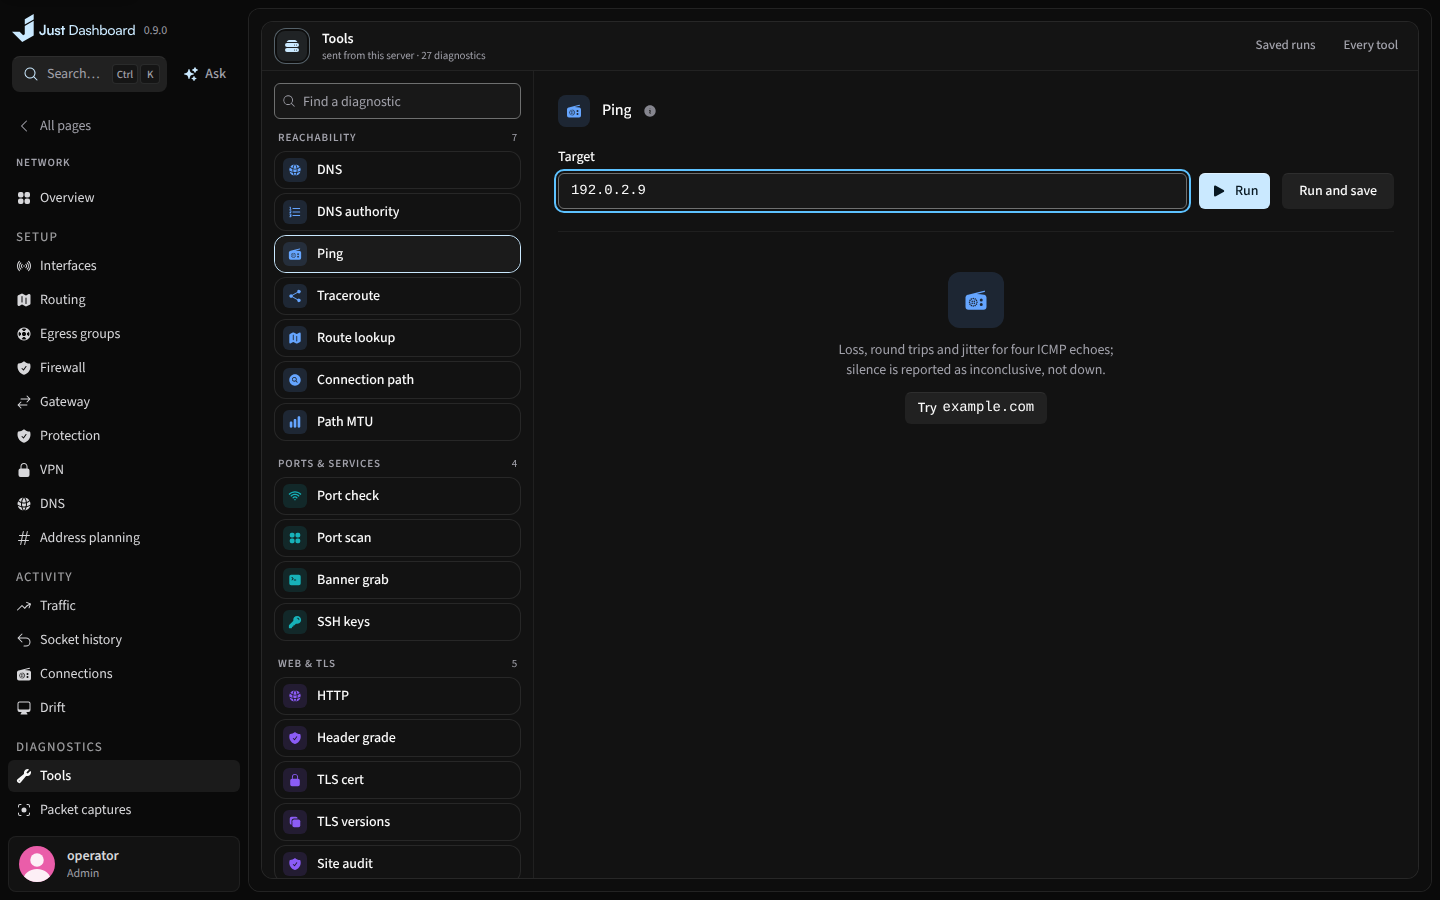 Just Dashboard 0.9.0
Search… Ctrl K
Ask
All pages
NETWORK
Overview
SETUP
Interfaces
Routing
Egress groups
Firewall
Gateway
Protection
VPN
DNS
Address planning
ACTIVITY
Traffic
Socket history
Connections
Drift
DIAGNOSTICS
Tools
Packet captures
operator
Admin
Tools
sent from this server · 27 diagnostics
Saved runs
Every tool
Find a diagnostic
REACHABILITY 7
DNS
DNS authority
Ping
Traceroute
Route lookup
Connection path
Path MTU
PORTS & SERVICES 4
Port check
Port scan
Banner grab
SSH keys
WEB & TLS 5
HTTP
Header grade
TLS cert
TLS versions
Site audit
Ping
Target
192.0.2.9
Run
Run and save
Loss, round trips and jitter for four ICMP echoes;
silence is reported as inconclusive, not down.
Try example.com